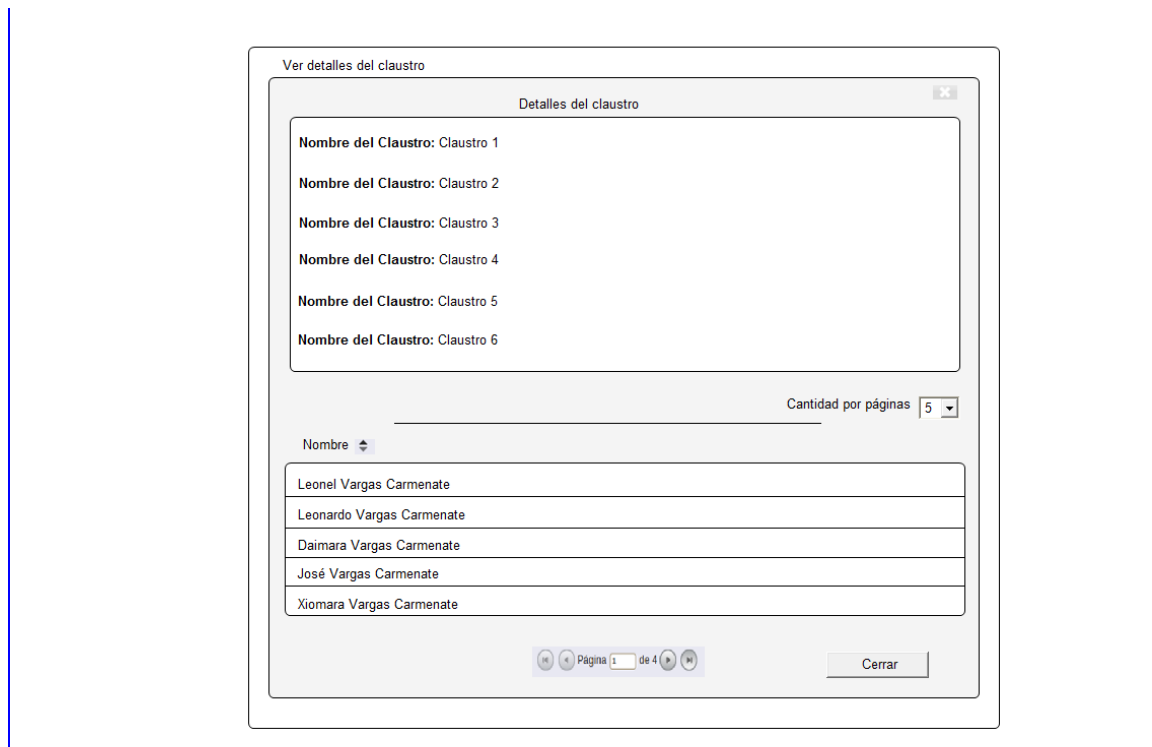 Ver detalles del claustro
Detalles del claustro
Nombre del Claustro: Claustro 1
Nombre del Claustro: Claustro 2
Nombre del Claustro: Claustro 3
Nombre del Claustro: Claustro 4
Nombre del Claustro: Claustro 5
Nombre del Claustro: Claustro 6
Cantidad por páginas 5
Nombre
Leonel Vargas Carmenate
Leonardo Vargas Carmenate
Daimara Vargas Carmenate
José Vargas Carmenate
Xiomara Vargas Carmenate
Página 1 de 4
Cerrar